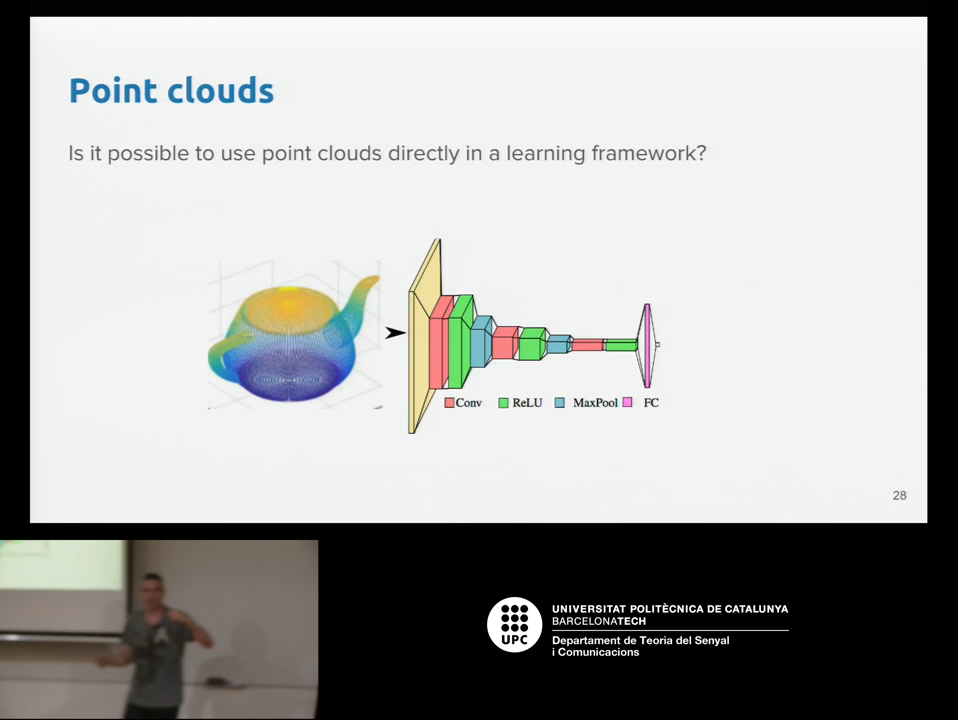 Point clouds
Is it possible to use point clouds directly in a learning framework?
Conv ReLU MaxPool FC
28
UPC
UNIVERSITAT POLITÈCNICA DE CATALUNYA
BARCELONATECH
Departament de Teoria del Senyal
i Comunicacions